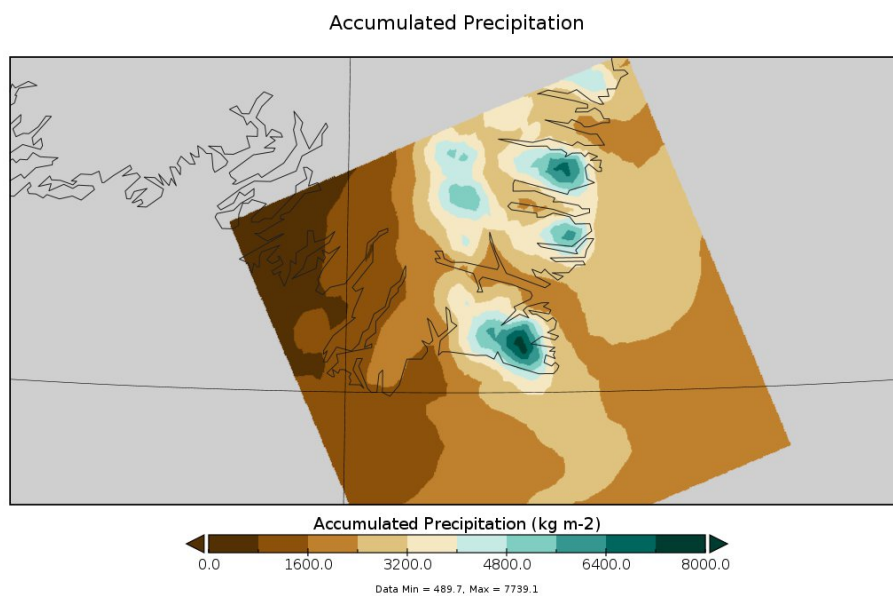 Accumulated Precipitation
Accumulated Precipitation (kg m-2)
0.0 1600.0 3200.0 4800.0 6400.0 8000.0
Data Min = 489.7, Max = 7739.1